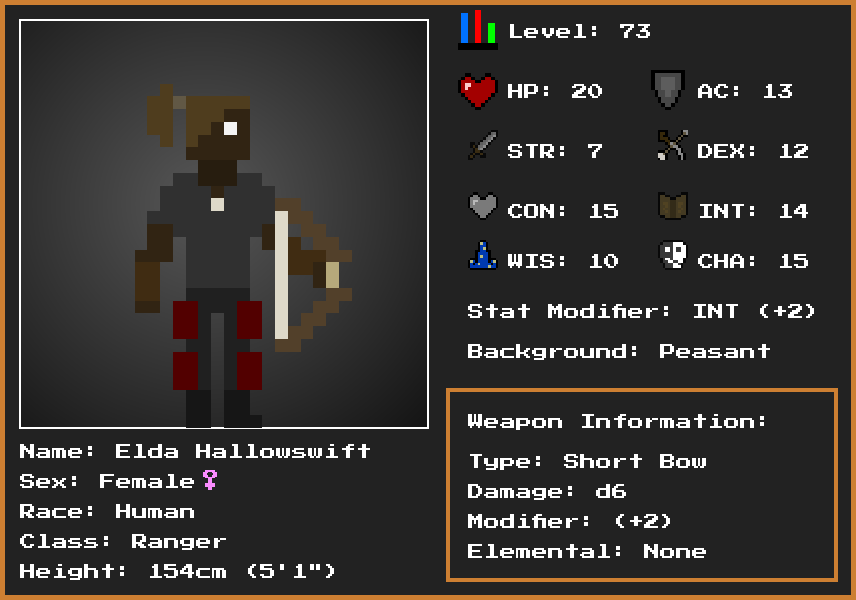 Level: 73
HP: 20 AC: 13
STR: 7 DEX: 12
CON: 15 INT: 14
WIS: 10 CHA: 15
Stat Modifier: INT (+2)
Background: Peasant
Weapon Information:
Type: Short Bow
Damage: d6
Modifier: (+2)
Elemental: None
Name: Elda Hallowswift
Sex: Female♀
Race: Human
Class: Ranger
Height: 154cm (5'1")